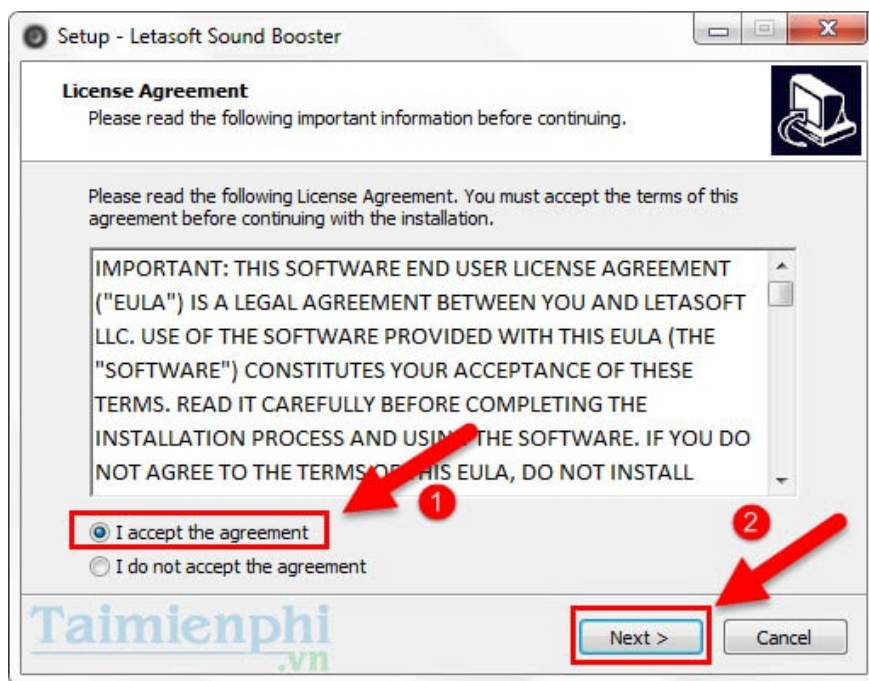 Setup - Letasoft Sound Booster
License Agreement
Please read the following important information before continuing.
Please read the following License Agreement. You must accept the terms of this
agreement before continuing with the installation.
IMPORTANT: THIS SOFTWARE END USER LICENSE AGREEMENT
("EULA") IS A LEGAL AGREEMENT BETWEEN YOU AND LETASOFT
LLC. USE OF THE SOFTWARE PROVIDED WITH THIS EULA (THE
"SOFTWARE") CONSTITUTES YOUR ACCEPTANCE OF THESE
TERMS. READ IT CAREFULLY BEFORE COMPLETING THE
INSTALLATION PROCESS AND USING THE SOFTWARE. IF YOU DO
NOT AGREE TO THE TERMS OF THIS EULA, DO NOT INSTALL
1
I accept the agreement
2
I do not accept the agreement
Taimienphi
.vn
Next >
Cancel